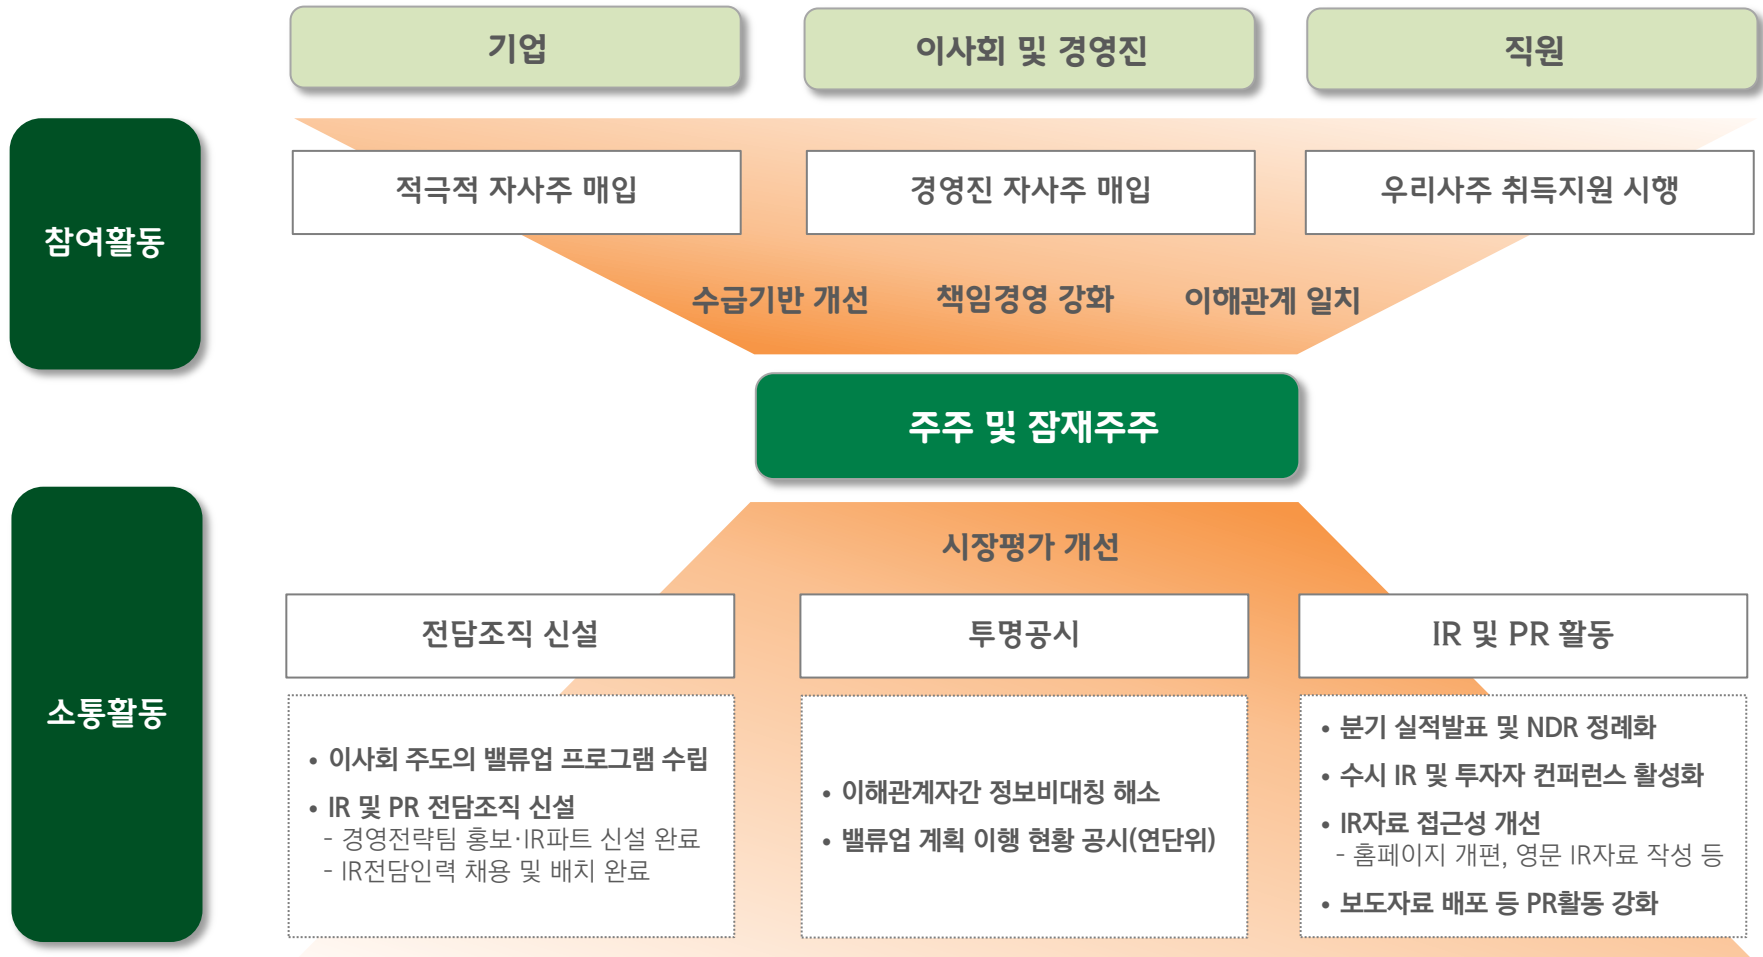 기업
이사회 및 경영진
직원
참여활동
적극적 자사주 매입
경영진 자사주 매입
우리사주 취득지원 시행
수급기반 개선
책임경영 강화
이해관계 일치
주주 및 잠재주주
소통활동
시장평가 개선
전담조직 신설
투명공시
IR 및 PR 활동
• 이사회 주도의 밸류업 프로그램 수립
• IR 및 PR 전담조직 신설
- 경영전략팀 홍보·IR파트 신설 완료
- IR전담인력 채용 및 배치 완료
• 이해관계자간 정보비대칭 해소
• 밸류업 계획 이행 현황 공시(연단위)
• 분기 실적발표 및 NDR 정례화
• 수시 IR 및 투자자 컨퍼런스 활성화
• IR자료 접근성 개선
- 홈페이지 개편, 영문 IR자료 작성 등
• 보도자료 배포 등 PR활동 강화